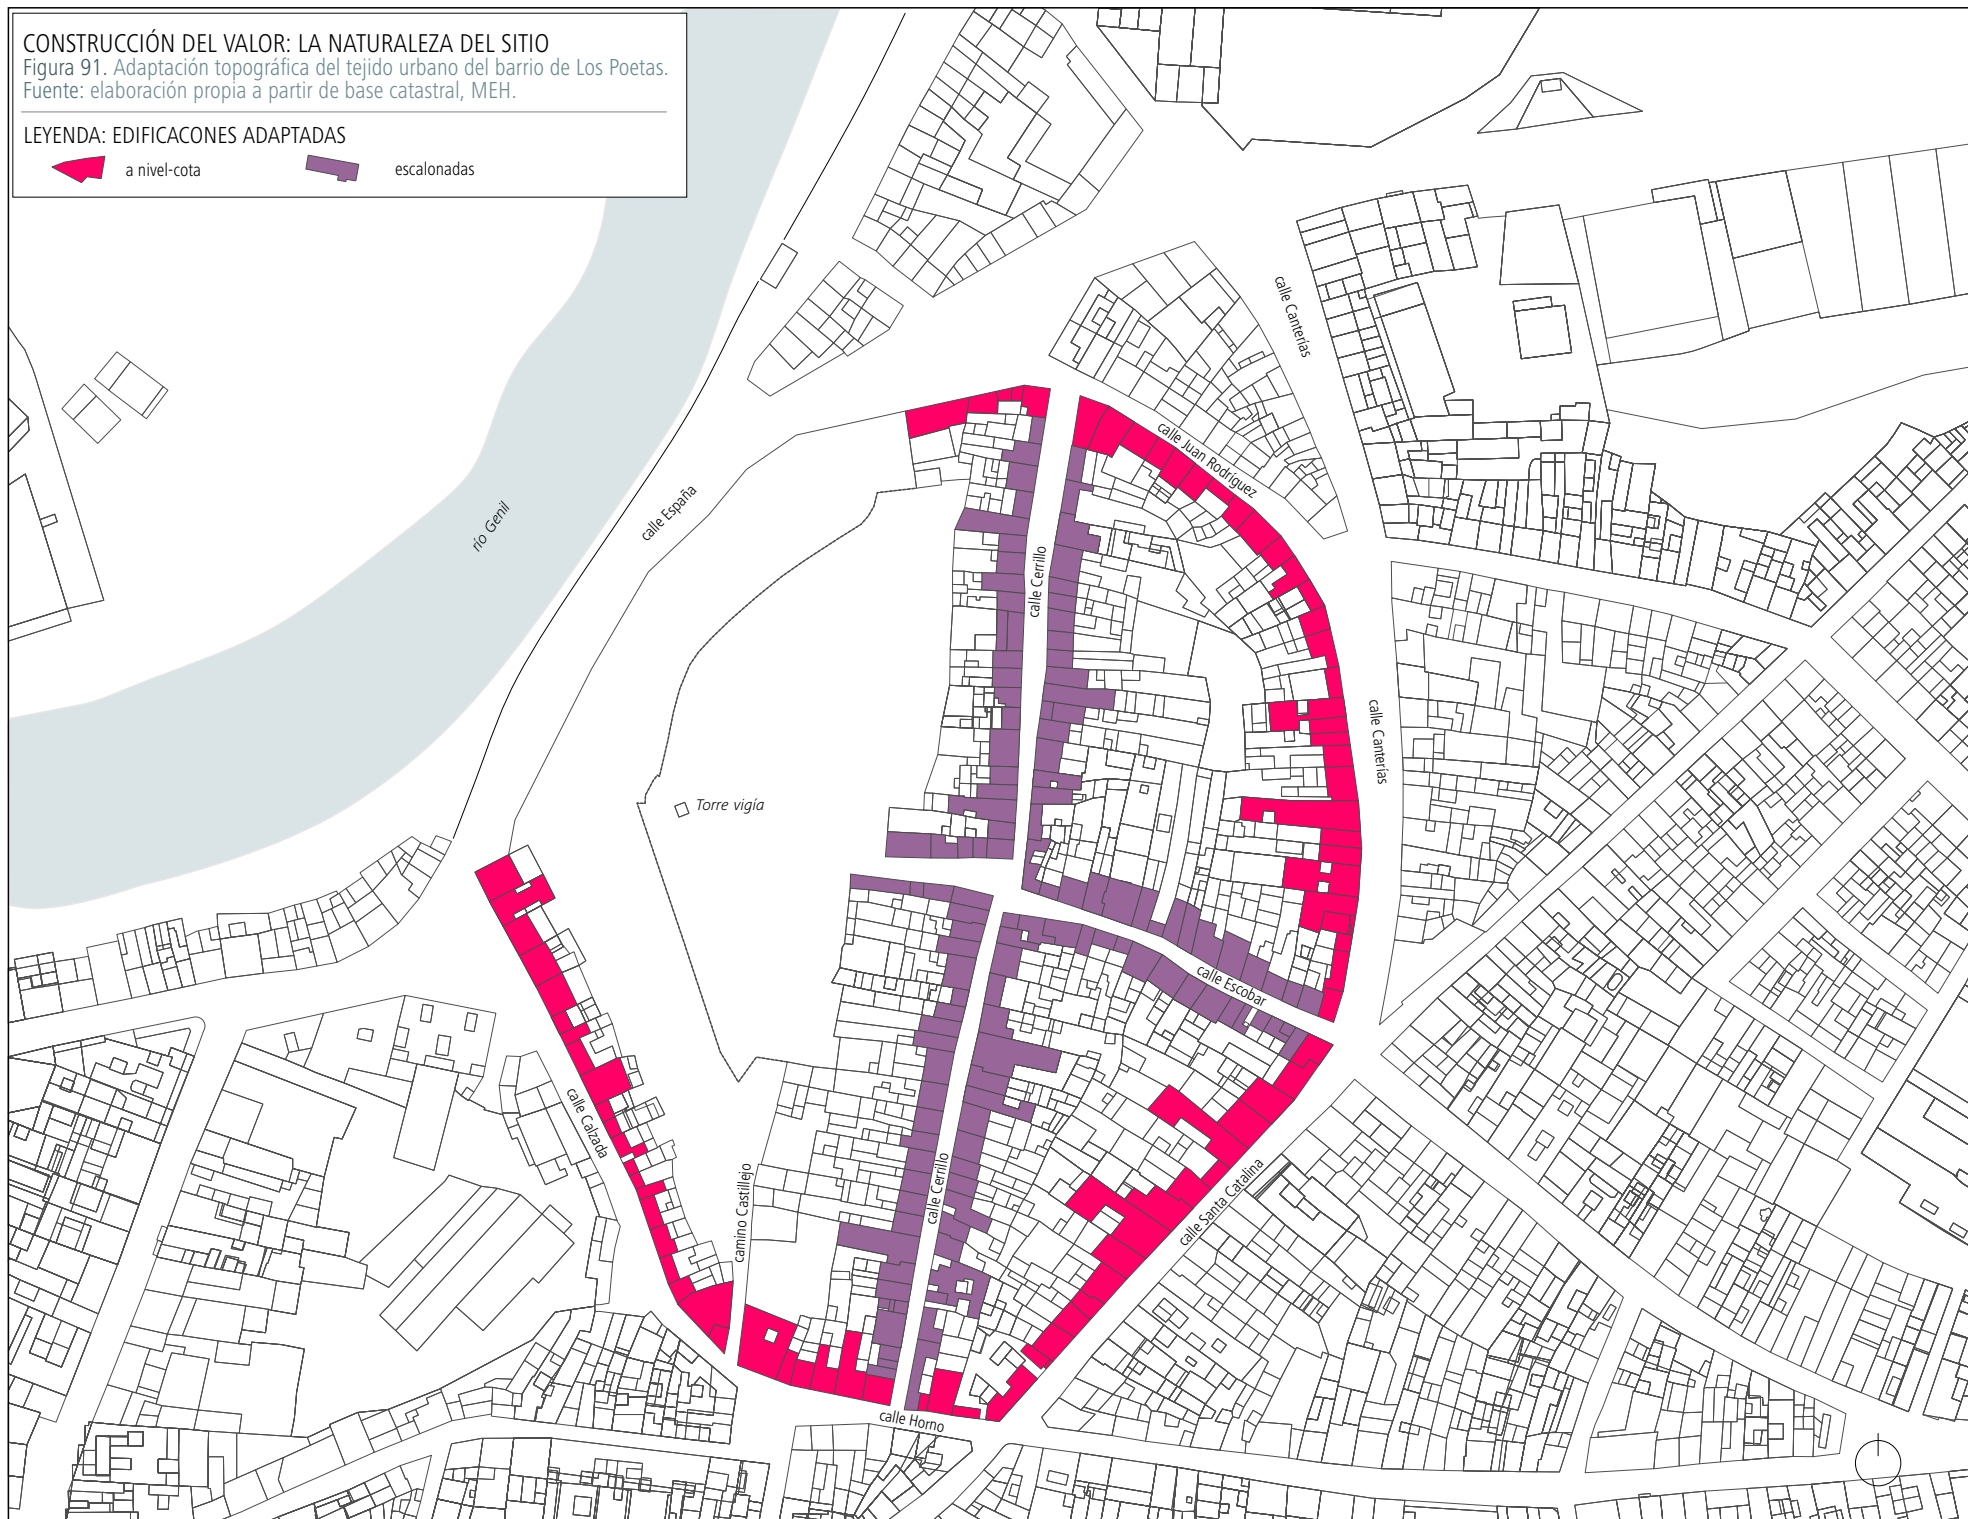 CONSTRUCCIÓN DEL VALOR: LA NATURALEZA DEL SITIO
Figura 91. Adaptación topográfica del tejido urbano del barrio de Los Poetas.
Fuente: elaboración propia a partir de base catastral, MEH.
LEYENDA: EDIFICACONES ADAPTADAS
a nivel-cota
escalonadas
calle Canterías
calle Juan Rodríguez
calle España
río Genil
calle Cerrillo
calle Canterías
Torre vigía
calle Escobar
calle Calzada
camino Castillejo
calle Cerrillo
calle Santa Catalina
calle Horno